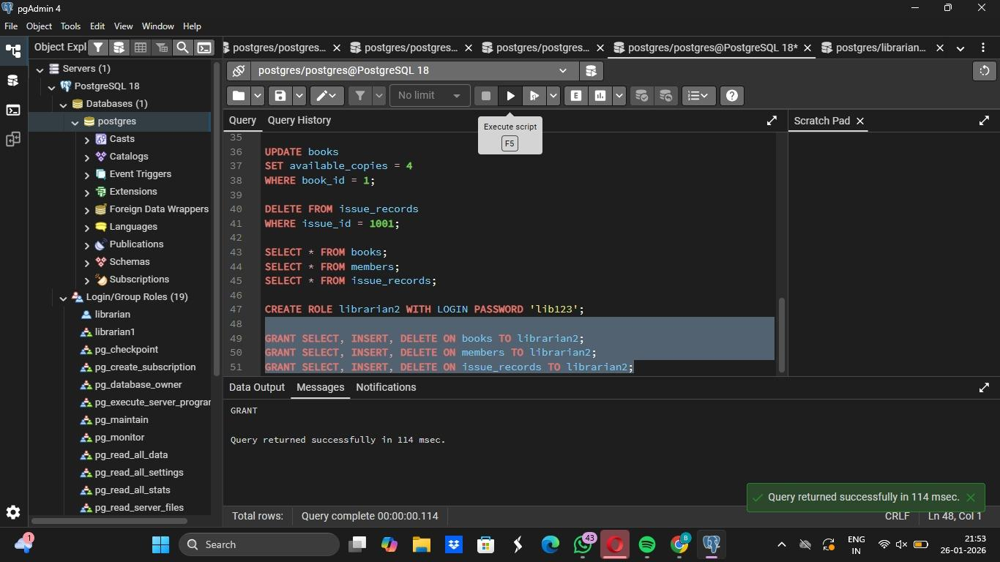 pgAdmin 4
File Object Tools Edit View Window Help
Object Expl
postgres/postgres... postgres/postgres... postgres/postgres... postgres/postgres@PostgreSQL 18* postgres/librarian...
Servers (1)
PostgreSQL 18
Databases (1)
postgres
Casts
Catalogs
Event Triggers
Extensions
Foreign Data Wrappers
Languages
Publications
Schemas
Subscriptions
Login/Group Roles (19)
librarian
librarian1
pg_checkpoint
pg_create_subscription
pg_database_owner
pg_execute_server_program
pg_maintain
pg_monitor
pg_read_all_data
pg_read_all_settings
pg_read_all_stats
pg_read_server_files
postgres/postgres@PostgreSQL 18
No limit
E
Execute script
F5
Query Query History
Scratch Pad
35
36 UPDATE books
37 SET available_copies = 4
38 WHERE book_id = 1;
39
40 DELETE FROM issue_records
41 WHERE issue_id = 1001;
42
43 SELECT * FROM books;
44 SELECT * FROM members;
45 SELECT * FROM issue_records;
46
47 CREATE ROLE librarian2 WITH LOGIN PASSWORD 'lib123';
48
49 GRANT SELECT, INSERT, DELETE ON books TO librarian2;
50 GRANT SELECT, INSERT, DELETE ON members TO librarian2;
51 GRANT SELECT, INSERT, DELETE ON issue_records TO librarian2;
Data Output Messages Notifications
GRANT
Query returned successfully in 114 msec.
Query returned successfully in 114 msec.
Total rows: Query complete 00:00:00.114 CRLF Ln 48, Col 1
1
Search
43
B
ENG
IN
21:53
26-01-2026